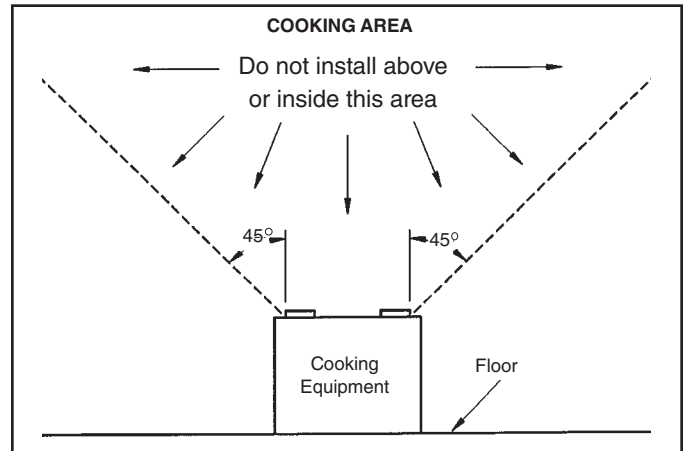 COOKING AREA
Do not install above
or inside this area
45°
45°
Cooking
Equipment
Floor